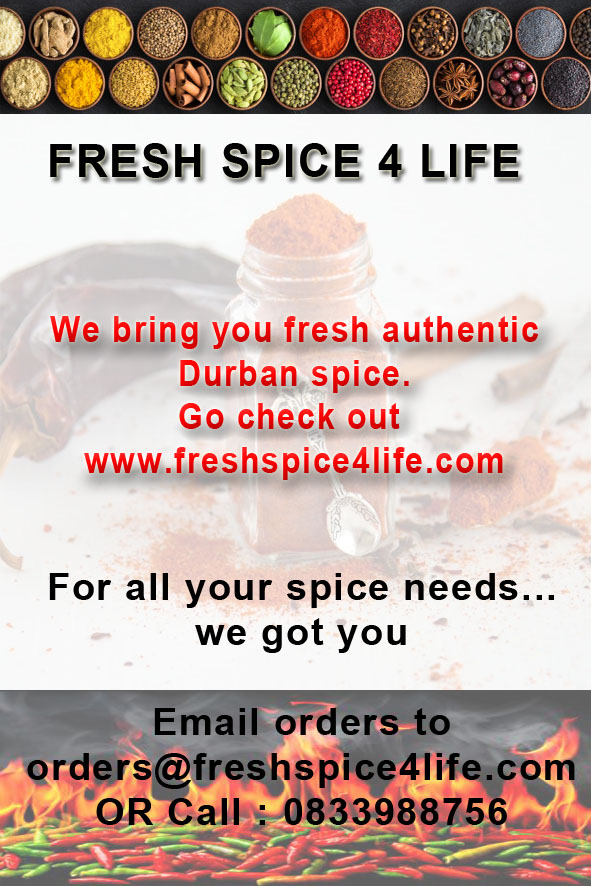 FRESH SPICE 4 LIFE
We bring you fresh authentic
Durban spice.
Go check out
www.freshspice4life.com
For all your spice needs...
we got you
Email orders to
orders@freshspice4life.com
OR Call : 0833988756